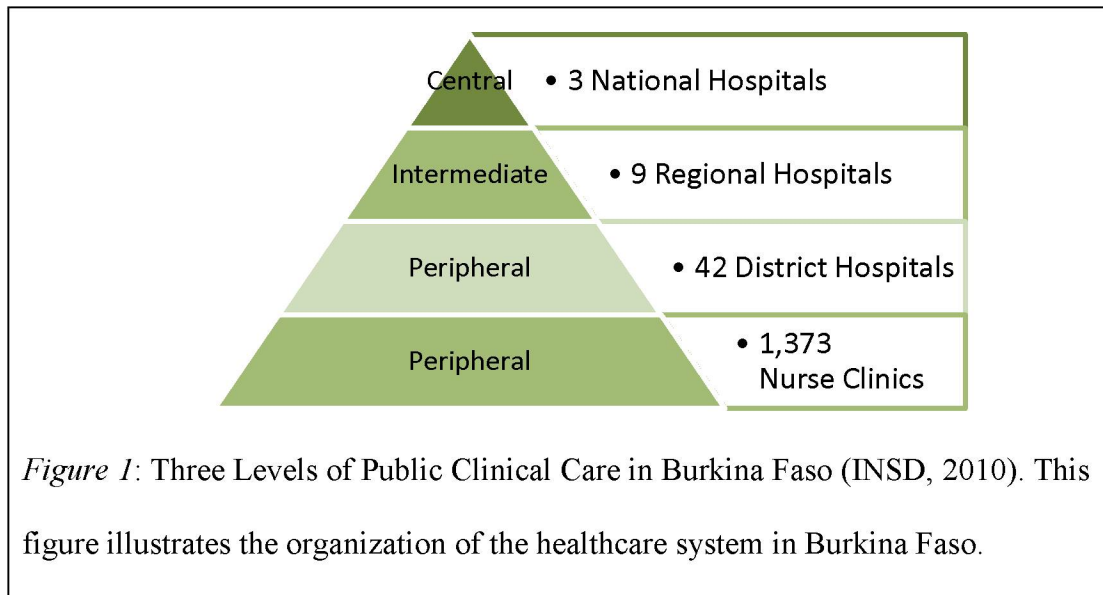 Central • 3 National Hospitals
Intermediate • 9 Regional Hospitals
Peripheral • 42 District Hospitals
Peripheral • 1,373
Nurse Clinics
Figure 1: Three Levels of Public Clinical Care in Burkina Faso (INSD, 2010). This
figure illustrates the organization of the healthcare system in Burkina Faso.